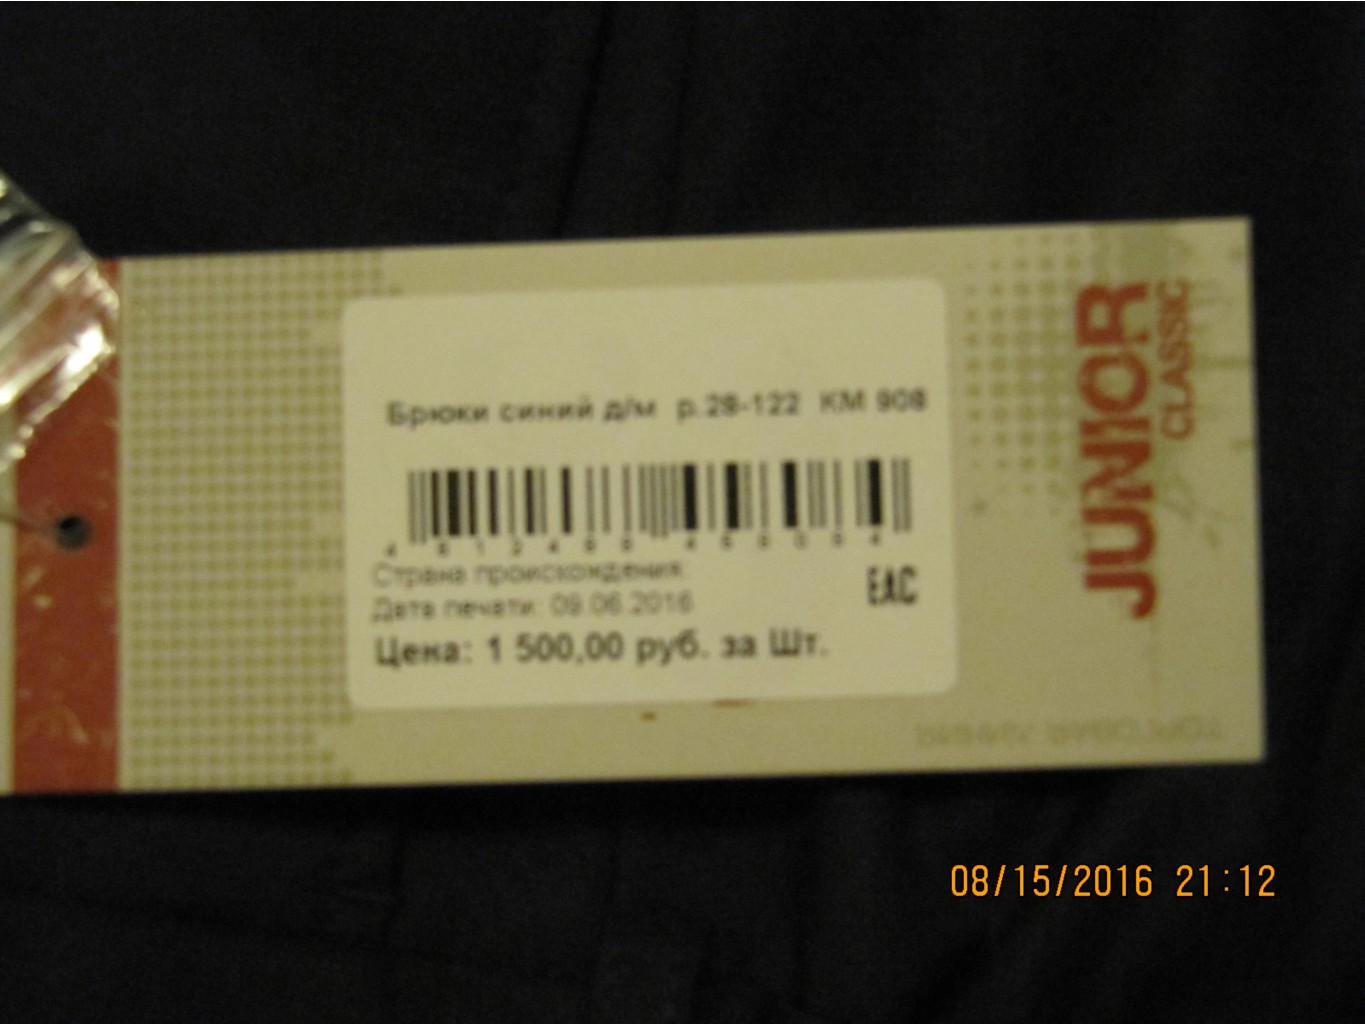 Брюки синий д/м р.28-122 КМ 908
Страна происхождения:
Дата печати: 09.06.2016
ЕАС
Цена: 1 500,00 руб. за Шт.
JUNIOR
CLASSIC
08/15/2016 21:12